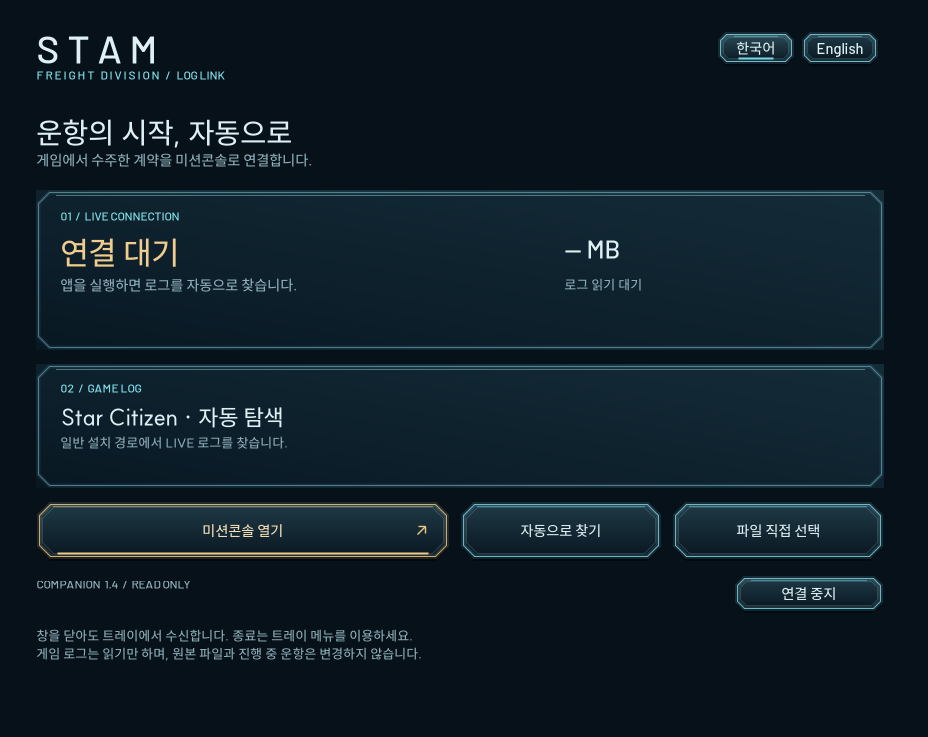 STAM
FREIGHT DIVISION / LOGLINK
한국어
English
운항의 시작, 자동으로
게임에서 수주한 계약을 미션콘솔로 연결합니다.
01 / LIVE CONNECTION
연결 대기
— MB
앱을 실행하면 로그를 자동으로 찾습니다.
로그 읽기 대기
02 / GAME LOG
Star Citizen · 자동 탐색
일반 설치 경로에서 LIVE 로그를 찾습니다.
미션콘솔 열기 ↗
자동으로 찾기
파일 직접 선택
COMPANION 1.4 / READ ONLY
연결 중지
창을 닫아도 트레이에서 수신합니다. 종료는 트레이 메뉴를 이용하세요.
게임 로그는 읽기만 하며, 원본 파일과 진행 중 운항은 변경하지 않습니다.